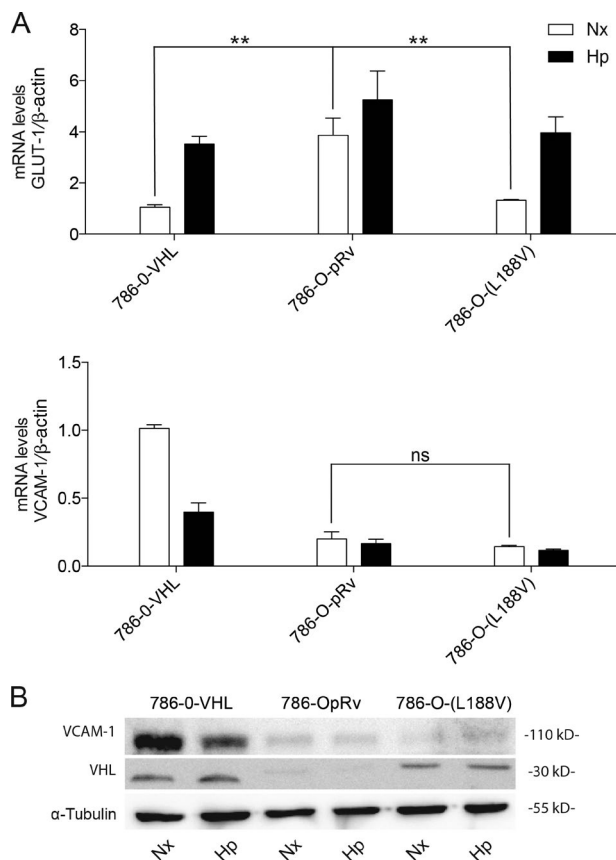 A
Nx
Hp
mRNA levels
GLUT-1/β-actin
8
6
4
2
0
**
**
786-0-VHL
786-O-pRv
786-O-(L188V)
mRNA levels
VCAM-1/β-actin
1.5
1.0
0.5
0.0
ns
786-0-VHL
786-O-pRv
786-O-(L188V)
B
786-0-VHL 786-OpRv 786-O-(L188V)
VCAM-1 -110 kD-
VHL -30 kD-
α-Tubulin -55 kD-
Nx Hp Nx Hp Nx Hp